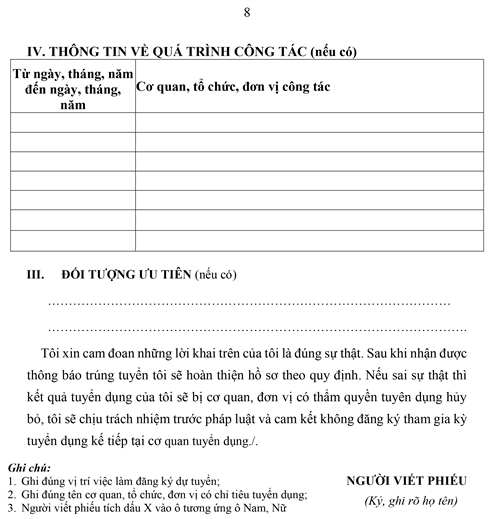 8
IV. THÔNG TIN VỀ QUÁ TRÌNH CÔNG TÁC (nếu có)
Từ ngày, tháng, năm
đến ngày, tháng,
năm
Cơ quan, tổ chức, đơn vị công tác
III. ĐỐI TƯỢNG ƯU TIÊN (nếu có)
……………………………………………………………………………
………………………………………………………………………………
Tôi xin cam đoan những lời khai trên của tôi là đúng sự thật. Sau khi nhận được
thông báo trúng tuyển tôi sẽ hoàn thiện hồ sơ theo quy định. Nếu sai sự thật thì
kết quả tuyển dụng của tôi sẽ bị cơ quan, đơn vị có thẩm quyền tuyên dụng hủy
bỏ, tôi sẽ chịu trách nhiệm trước pháp luật và cam kết không đăng ký tham gia kỳ
tuyển dụng kế tiếp tại cơ quan tuyển dụng./.
Ghi chú:
1. Ghi đúng vị trí việc làm đăng ký dự tuyển;
2. Ghi đúng tên cơ quan, tổ chức, đơn vị có chỉ tiêu tuyển dụng;
3. Người viết phiếu tích dấu X vào ô tương ứng ô Nam, Nữ
NGƯỜI VIẾT PHIẾU
(Ký, ghi rõ họ tên)